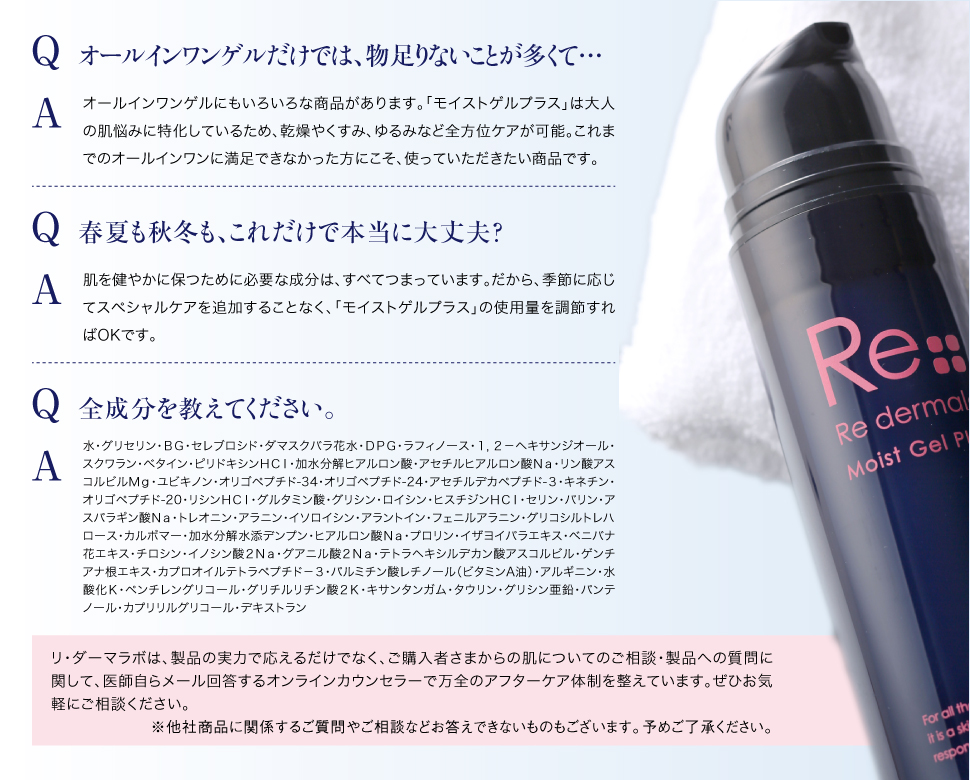 Q オールインワンゲルだけでは、物足りないことが多くて…
A オールインワンゲルにもいろいろな商品があります。「モイストゲルプラス」は大人
の肌悩みに特化しているため、乾燥やくすみ、ゆるみなど全方位ケアが可能。これま
でのオールインワンに満足できなかった方にこそ、使っていただきたい商品です。
Q 春夏も秋冬も、これだけで本当に大丈夫?
A 肌を健やかに保つために必要な成分は、すべてつまっています。だから、季節に応じ
てスペシャルケアを追加することなく、「モイストゲルプラス」の使用量を調節すれ
ばOKです。
Q 全成分を教えてください。
A 水・グリセリン・BG・セレブロシド・ダマスクバラ花水・DPG・ラフィノース・1,2－ヘキサンジオール・
スクワラン・ベタイン・ピリドキシンHCl・加水分解ヒアルロン酸・アセチルヒアルロン酸Na・リン酸アス
コルビルMg・ユビキノン・オリゴペプチド-34・オリゴペプチド-24・アセチルデカペプチド-3・キネチン・
オリゴペプチド-20・リシンHCl・グルタミン酸・グリシン・ロイシン・ヒスチジンHCl・セリン・バリン・ア
スパラギン酸Na・トレオニン・アラニン・イソロイシン・アラントイン・フェニルアラニン・グリコシルトレハ
ロース・カルボマー・加水分解水添デンプン・ヒアルロン酸Na・プロリン・イザヨイバラエキス・ベニバナ
花エキス・チロシン・イノシン酸2Na・グアニル酸2Na・テトラヘキシルデカン酸アスコルビル・ゲンチ
アナ根エキス・カプロオイルテトラペプチド－3・パルミチン酸レチノール（ビタミンA油）・アルギニン・水
酸化K・ペンチレングリコール・グリチルリチン酸2K・キサンタンガム・タウリン・グリシン亜鉛・パンテ
ノール・カプリリルグリコール・デキストラン
リ・ダーマラボは、製品の実力で応えるだけでなく、ご購入者さまからの肌についてのご相談・製品への質問に
関して、医師自らメール回答するオンラインカウンセラーで万全のアフターケア体制を整えています。ぜひお気
軽にご相談ください。
※他社商品に関係するご質問やご相談などお答えできないものもございます。予めご了承ください。
Re
Re dermal
Moist Gel Pl
For all th
it is a sk
respon